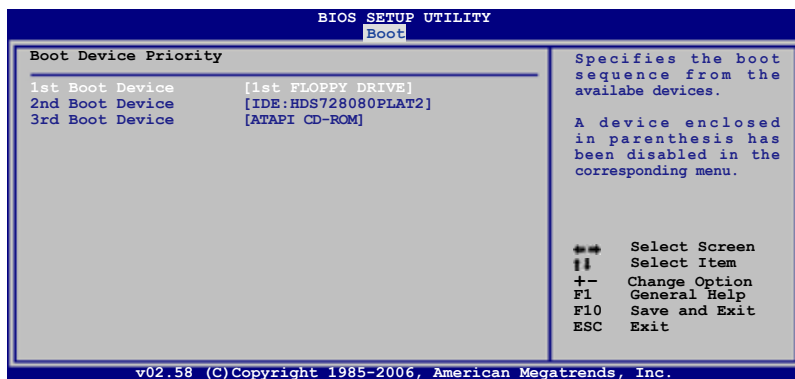 BIOS SETUP UTILITY
Boot
Boot Device Priority
1st Boot Device [1st FLOPPY DRIVE]
2nd Boot Device [IDE:HDS728080PLAT2]
3rd Boot Device [ATAPI CD-ROM]
Specifies the boot
sequence from the
availabe devices.
A device enclosed
in parenthesis has
been disabled in the
corresponding menu.
←→ Select Screen
↑↓ Select Item
+- Change Option
F1 General Help
F10 Save and Exit
ESC Exit
v02.58 (C)Copyright 1985-2006, American Megatrends, Inc.